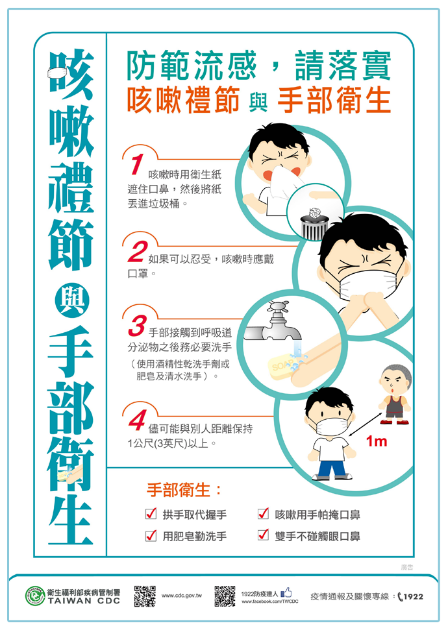 咳嗽禮節與手部衛生
防範流感，請落實
咳嗽禮節 與 手部衛生
1 咳嗽時用衛生紙
遮住口鼻，然後將紙
丟進垃圾桶。
2 如果可以忍受，咳嗽時應戴
口罩。
3 手部接觸到呼吸道
分泌物之後務必要洗手
（使用酒精性乾洗手劑或
肥皂及清水洗手）。
SOAP
4 儘可能與別人距離保持
1公尺(3英尺)以上。
1m
手部衛生：
拱手取代握手
咳嗽用手帕掩口鼻
用肥皂勤洗手
雙手不碰觸眼口鼻
廣告
衛生福利部疾病管制署
TAIWAN CDC
www.cdc.gov.tw
1922防疫達人
www.facebook.com/TWCDC
疫情通報及關懷專線：1922